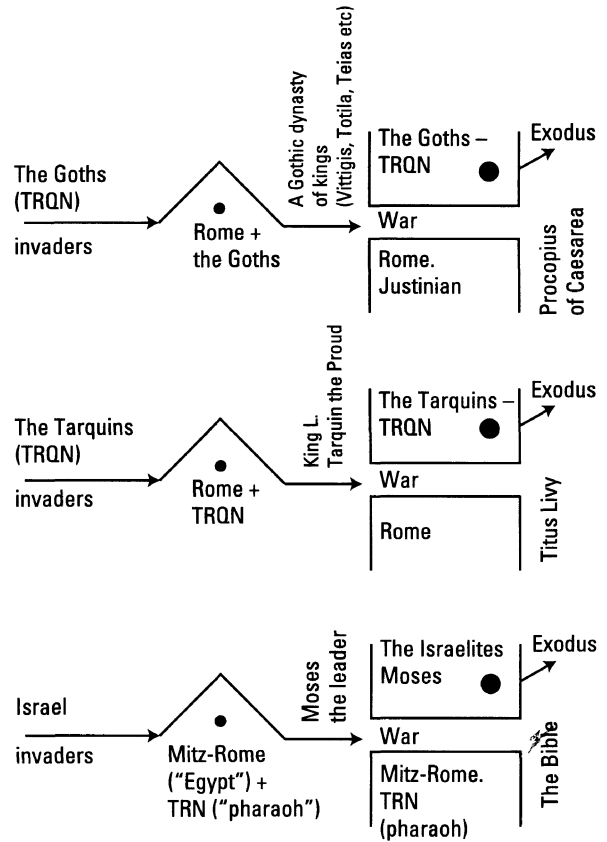 The Goths
(TRQN)
invaders
Rome +
the Goths
A Gothic dynasty
of kings
(Vittigis, Totila, Teias etc)
The Goths –
TRQN
Exodus
War
Rome.
Justinian
Procopius
of Caesarea
The Tarquins
(TRQN)
invaders
Rome +
TRQN
King L.
Tarquin the Proud
The Tarquins –
TRQN
Exodus
War
Rome
Titus Livy
Israel
invaders
Mitz-Rome
("Egypt") +
TRN ("pharaoh")
Moses
the leader
The Israelites
Moses
Exodus
War
Mitz-Rome.
TRN
(pharaoh)
The Bible